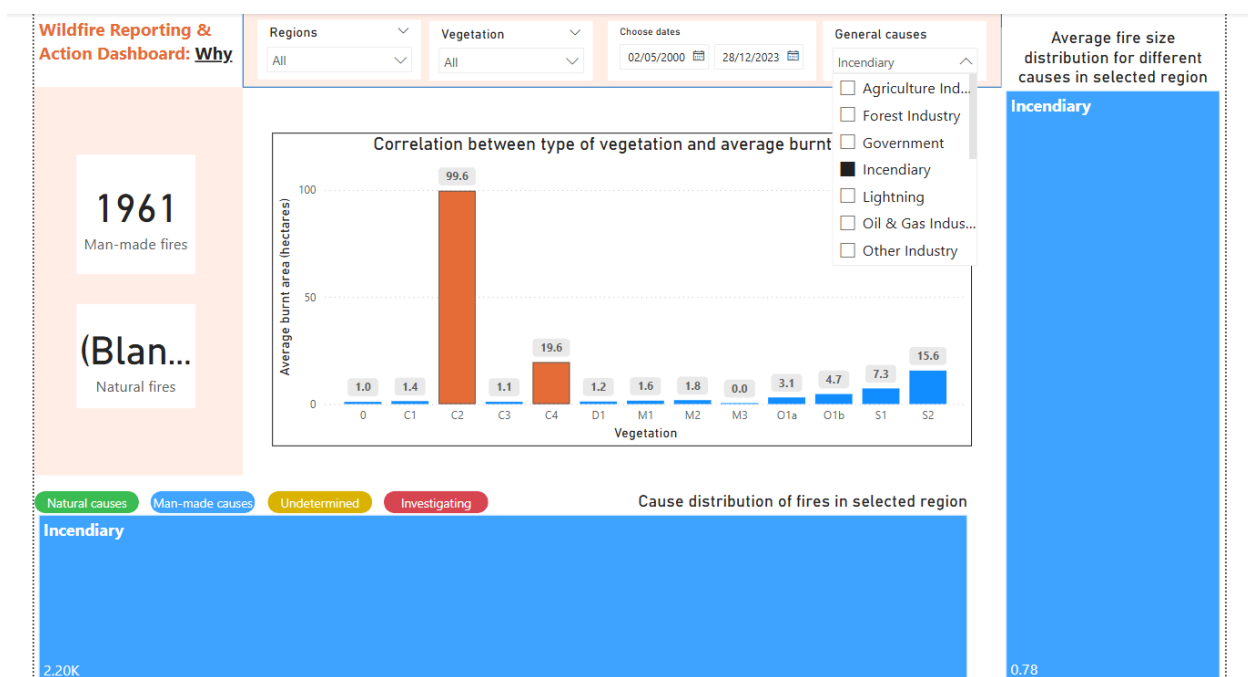 Wildfire Reporting &
Action Dashboard: Why
Regions
All
Vegetation
All
Choose dates
02/05/2000
28/12/2023
General causes
Incendiary
Agriculture Ind...
Forest Industry
Government
Incendiary
Lightning
Oil & Gas Indus...
Other Industry
Average fire size
distribution for different
causes in selected region
Incendiary
0.78
1961
Man-made fires
(Blan...
Natural fires
Correlation between type of vegetation and average burnt
Average burnt area (hectares)
100
50
0
1.0
1.4
99.6
1.1
19.6
1.2
1.6
1.8
0.0
3.1
4.7
7.3
15.6
0
C1
C2
C3
C4
D1
M1
M2
M3
O1a
O1b
S1
S2
Vegetation
Natural causes
Man-made causes
Undetermined
Investigating
Cause distribution of fires in selected region
Incendiary
2.20K